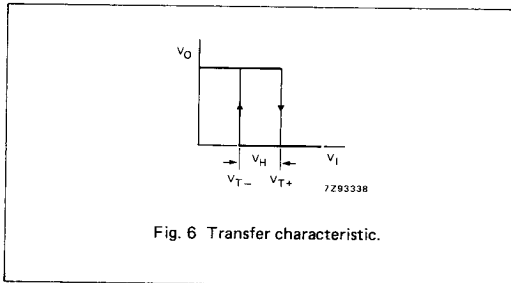 VO
VH
VI
VT−
VT+
7Z93338
Fig. 6 Transfer characteristic.